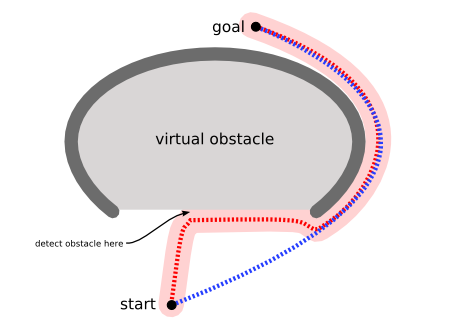 goal
virtual obstacle
detect obstacle here
start